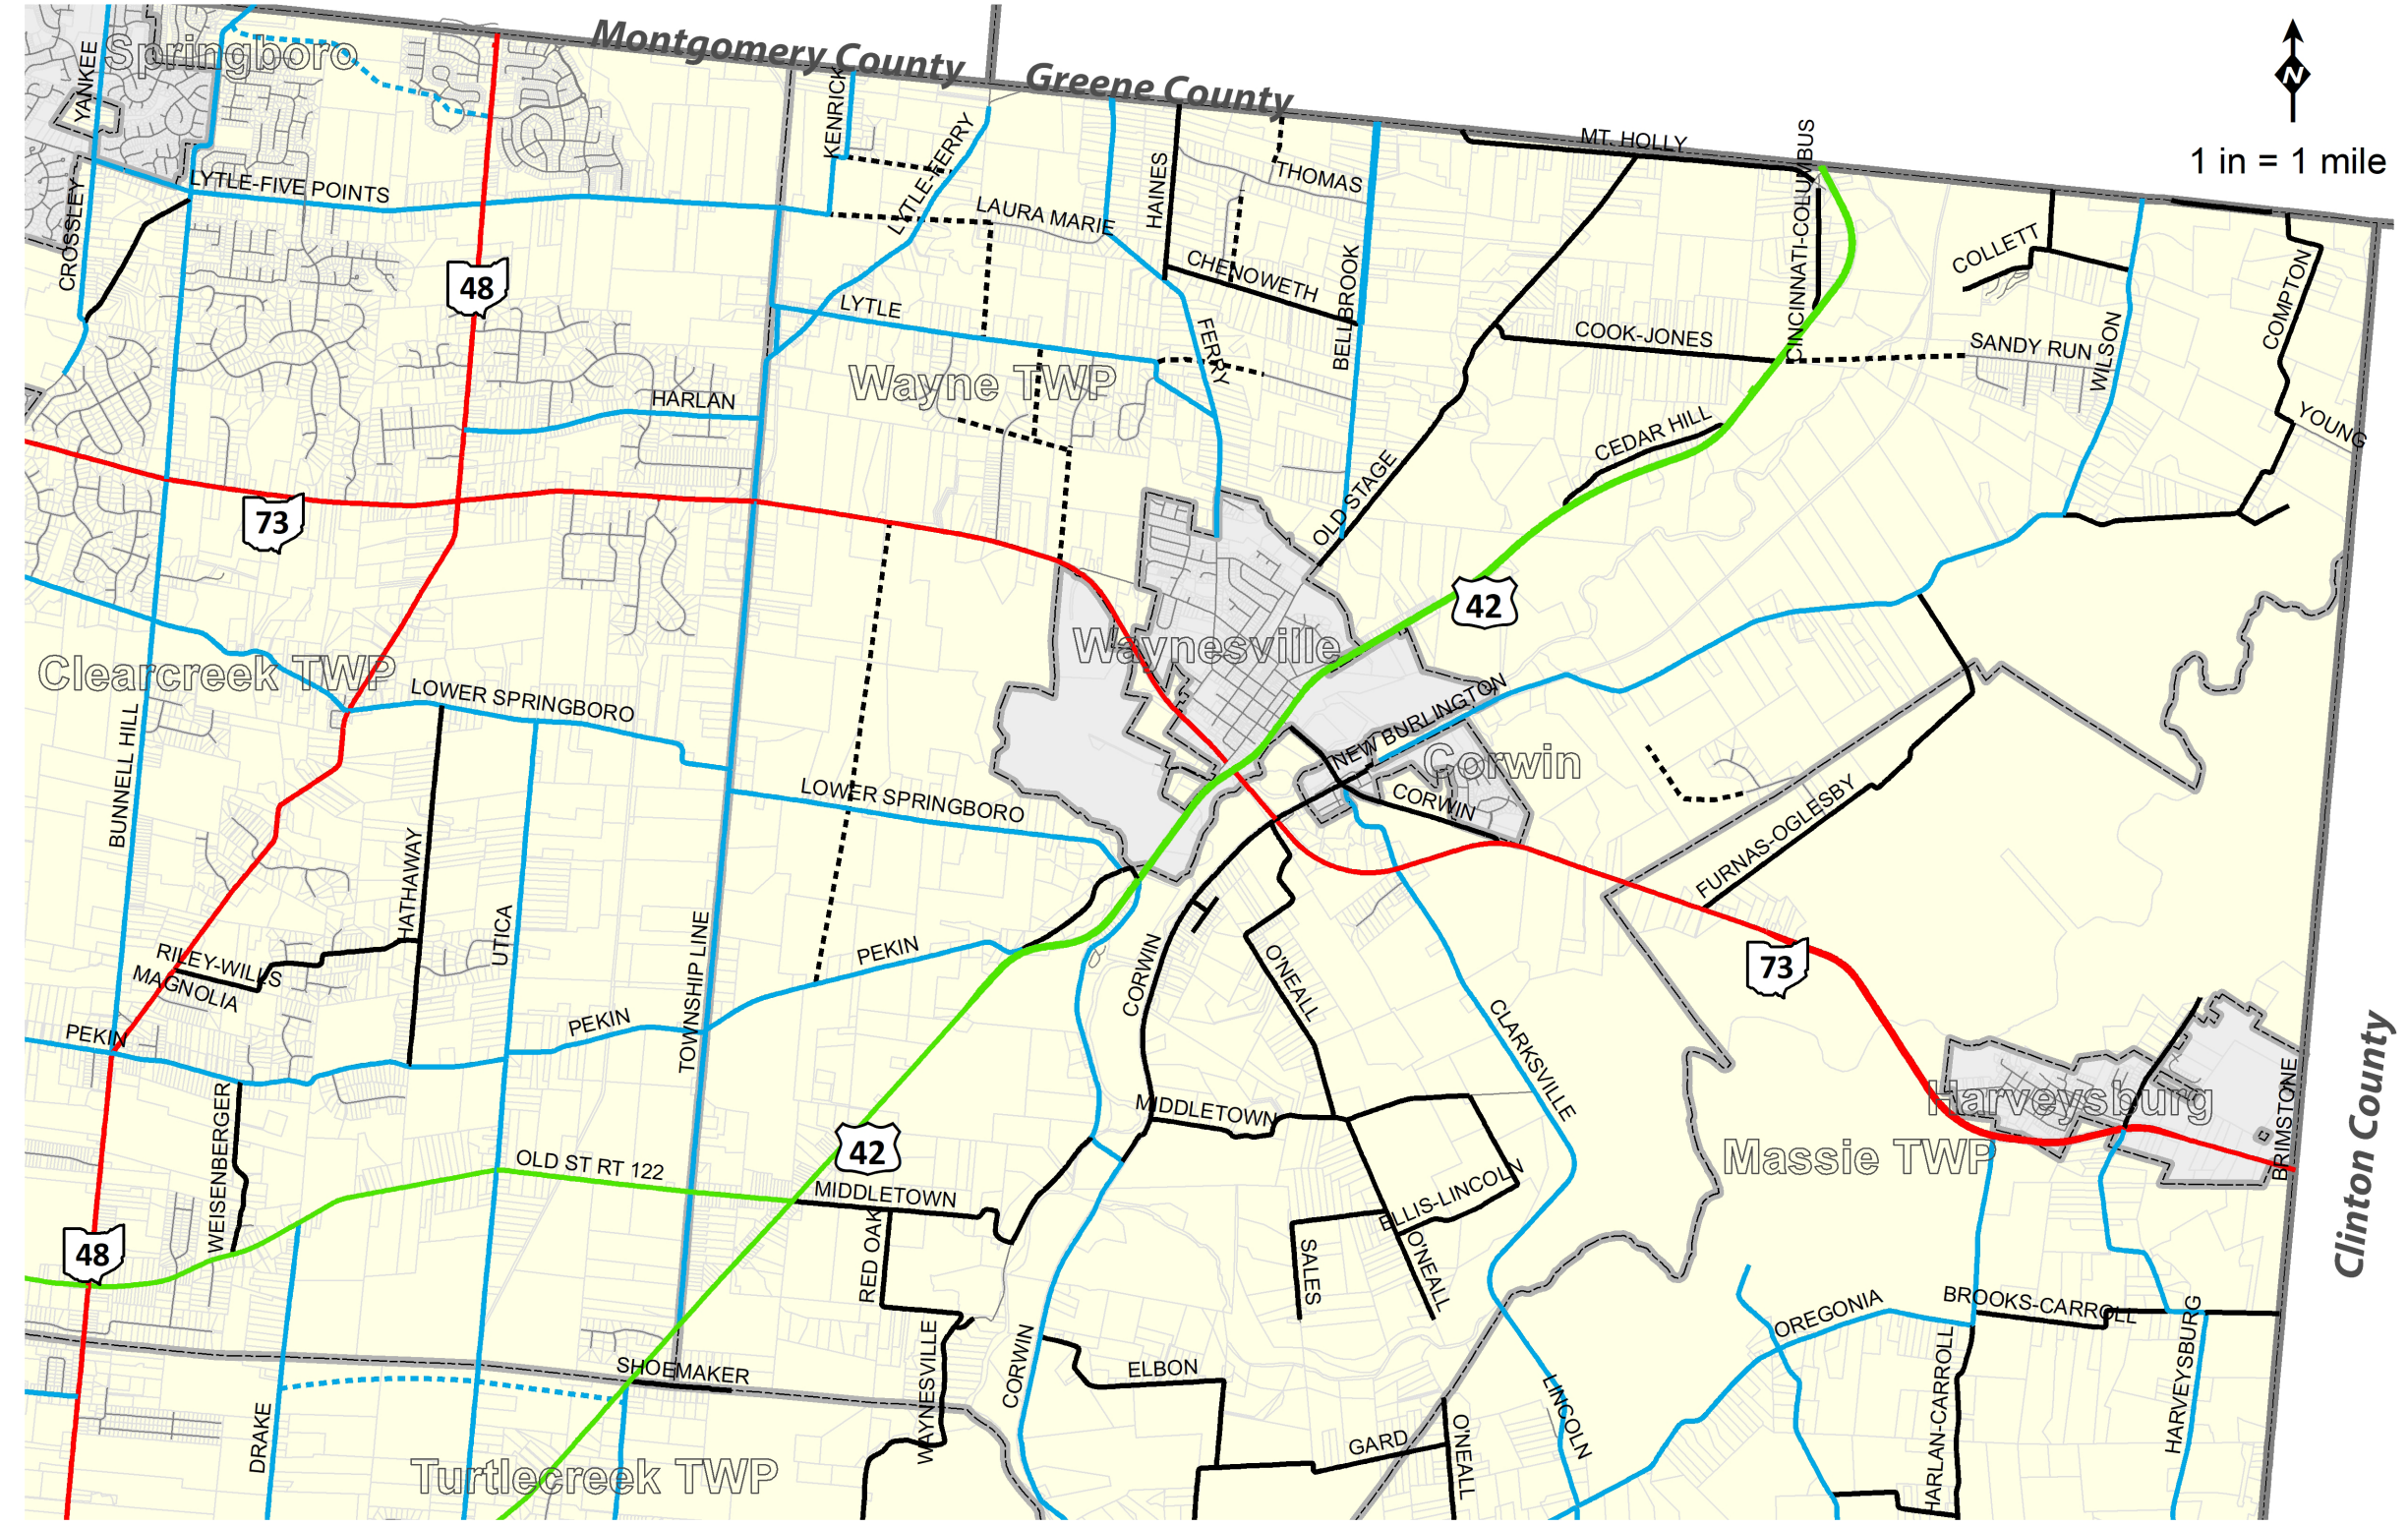 Montgomery County
Greene County
N
1 in = 1 mile
Springboro
YANKEE
KENRICK
LYTLE-FERRY
MT. HOLLY
CINCINNATI-COLUMBUS
THOMAS
HAINES
LYTLE-FIVE POINTS
LAURA MARIE
CROSSLEY
CHENOWETH
BELLBROOK
COLLETT
COMPTON
48
LYTLE
FERRY
COOK-JONES
SANDY RUN
WILSON
Wayne TWP
HARLAN
CEDAR HILL
YOUNG
OLD STAGE
73
42
Waynesville
Clearcreek TWP
LOWER SPRINGBORO
NEW BURLINGTON
Corwin
BUNNELL HILL
LOWER SPRINGBORO
CORWIN
FURNAS-OGLESBY
HATHAWAY
UTICA
TOWNSHIP LINE
PEKIN
CORWIN
O'NEALL
73
RILEY-WILLS
MAGNOLIA
PEKIN
PEKIN
CLARKSVILLE
Clinton County
WEISENBERGER
MIDDLETOWN
Harveysburg
BRIMSTONE
42
Massie TWP
OLD ST RT 122
MIDDLETOWN
ELLIS-LINCOLN
48
RED OAK
SALES
O'NEALL
OREGONIA
BROOKS-CARROLL
SHOEMAKER
WAYNESVILLE
CORWIN
ELBON
HARLAN-CARROLL
HARVEYSBURG
DRAKE
LINCOLN
GARD
O'NEALL
Turtlecreek TWP